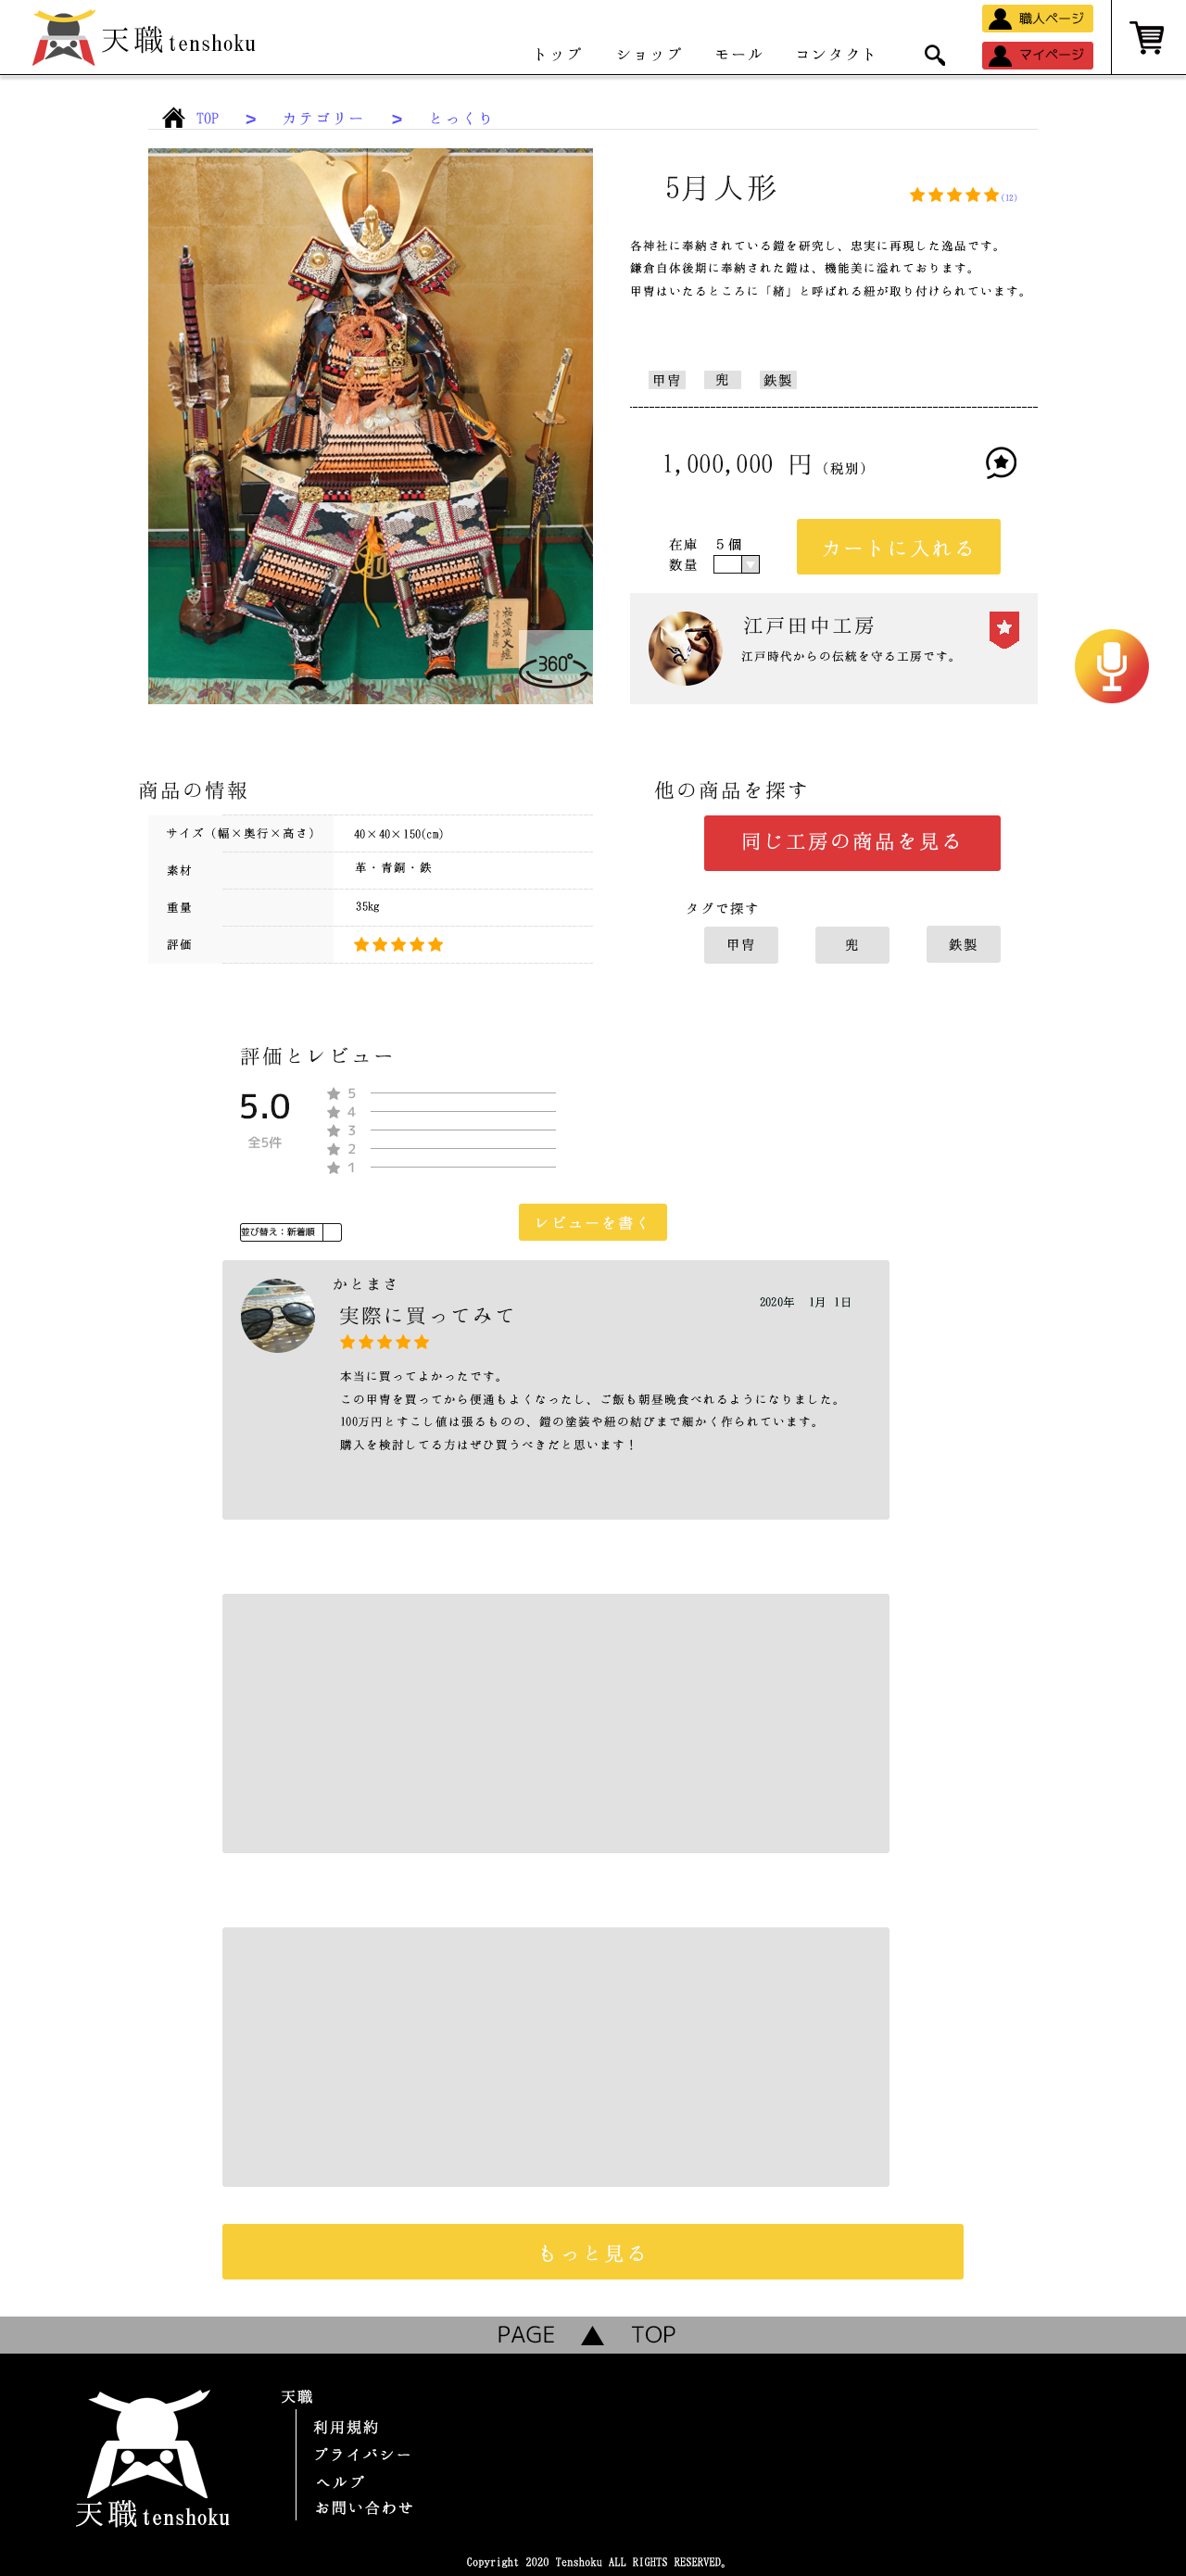 天職tenshoku
職人ページ
トップ ショップ モール コンタクト
マイページ
TOP > カテゴリー > とっくり
5月人形
(12)
各神社に奉納されている鎧を研究し、忠実に再現した逸品です。
鎌倉自体後期に奉納された鎧は、機能美に溢れております。
甲冑はいたるところに「緒」と呼ばれる紐が取り付けられています。
甲冑 兜 鉄製
1,000,000 円(税別)
在庫 5個
数量
カートに入れる
360°
江戸田中工房
江戸時代からの伝統を守る工房です。
商品の情報
サイズ(幅×奥行×高さ) 40×40×150(cm)
素材 革・青銅・鉄
重量 35kg
評価
他の商品を探す
同じ工房の商品を見る
タグで探す
甲冑 兜 鉄製
評価とレビュー
5.0
全5件
5
4
3
2
1
レビューを書く
並び替え：新着順
かとまさ
実際に買ってみて
2020年 1月 1日
本当に買ってよかったです。
この甲冑を買ってから便通もよくなったし、ご飯も朝昼晩食べれるようになりました。
100万円とすこし値は張るものの、鎧の塗装や紐の結びまで細かく作られています。
購入を検討してる方はぜひ買うべきだと思います！
もっと見る
PAGE ▲ TOP
天職
利用規約
プライバシー
ヘルプ
お問い合わせ
天職tenshoku
Copyright 2020 Tenshoku ALL RIGHTS RESERVED。